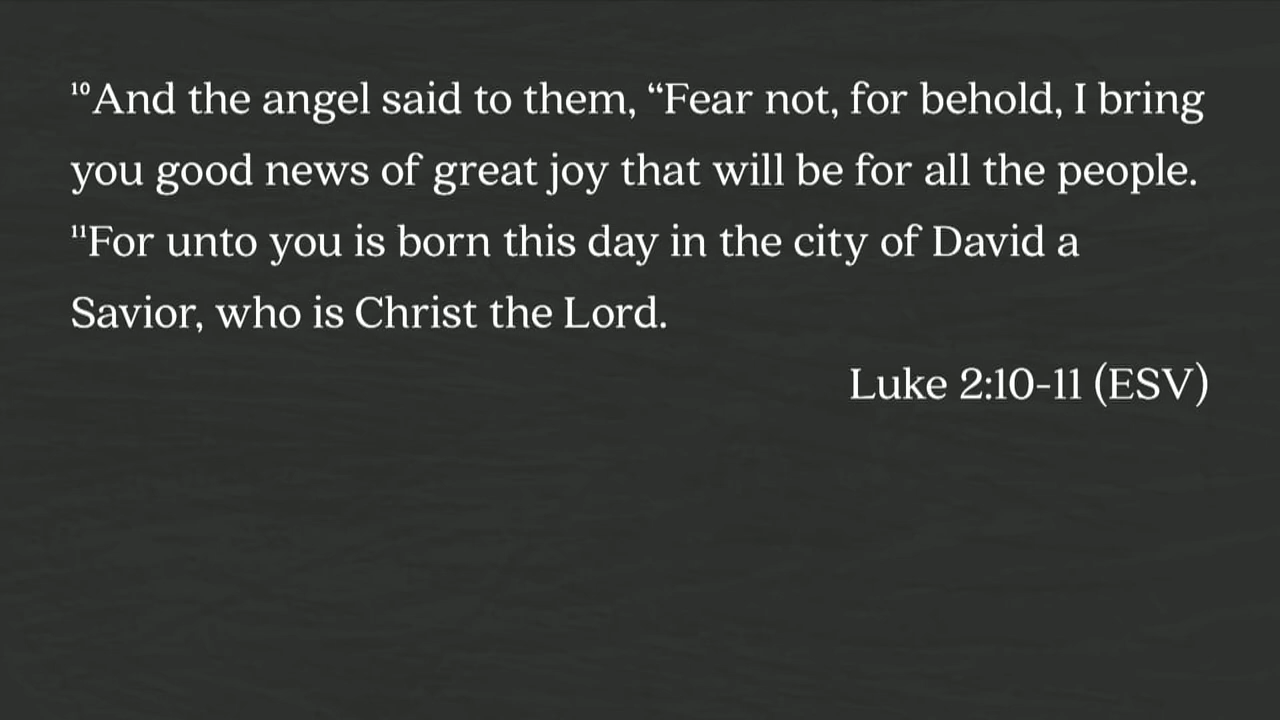 ¹⁰And the angel said to them, “Fear not, for behold, I bring
you good news of great joy that will be for all the people.
¹¹For unto you is born this day in the city of David a
Savior, who is Christ the Lord.
Luke 2:10-11 (ESV)